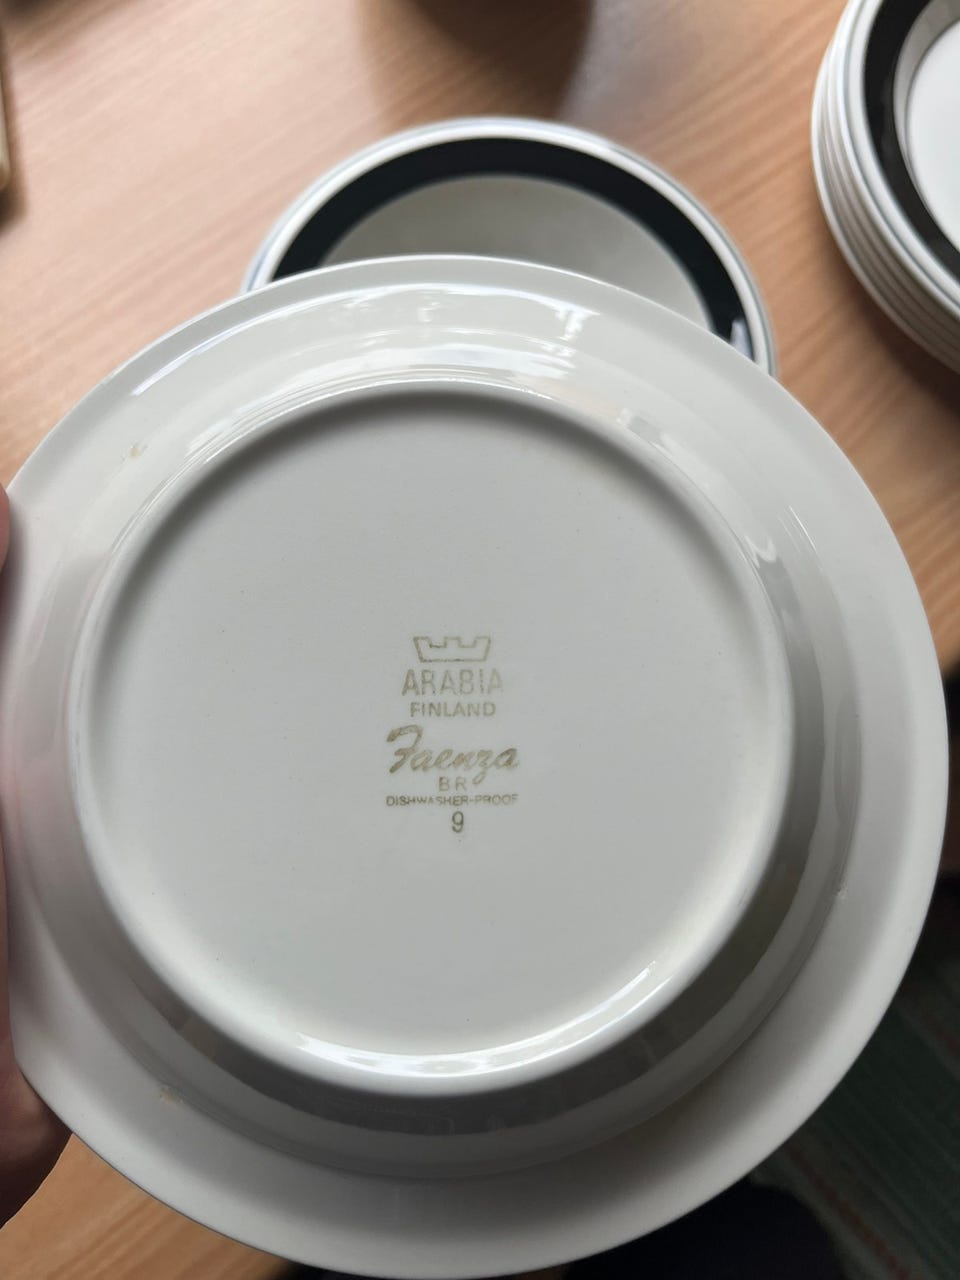 ARABIA
FINLAND
Faenza
BR
DISHWASHER-PROOF
9